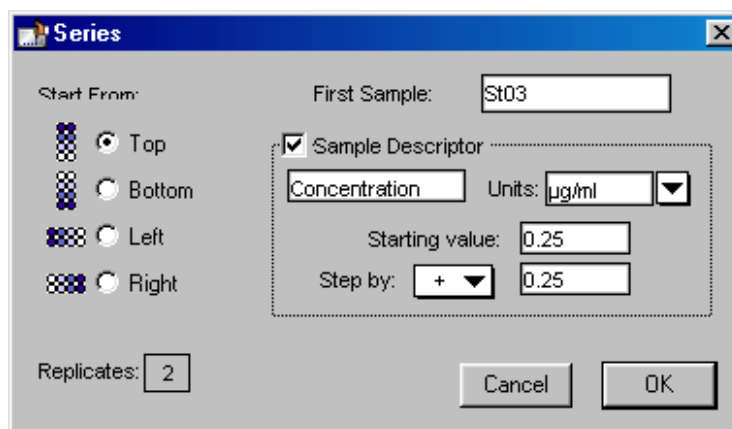 Series
Start From:
First Sample: St03
Top
Bottom
Left
Right
Sample Descriptor
Concentration Units: µg/ml
Starting value: 0.25
Step by: + 0.25
Replicates: 2
Cancel OK